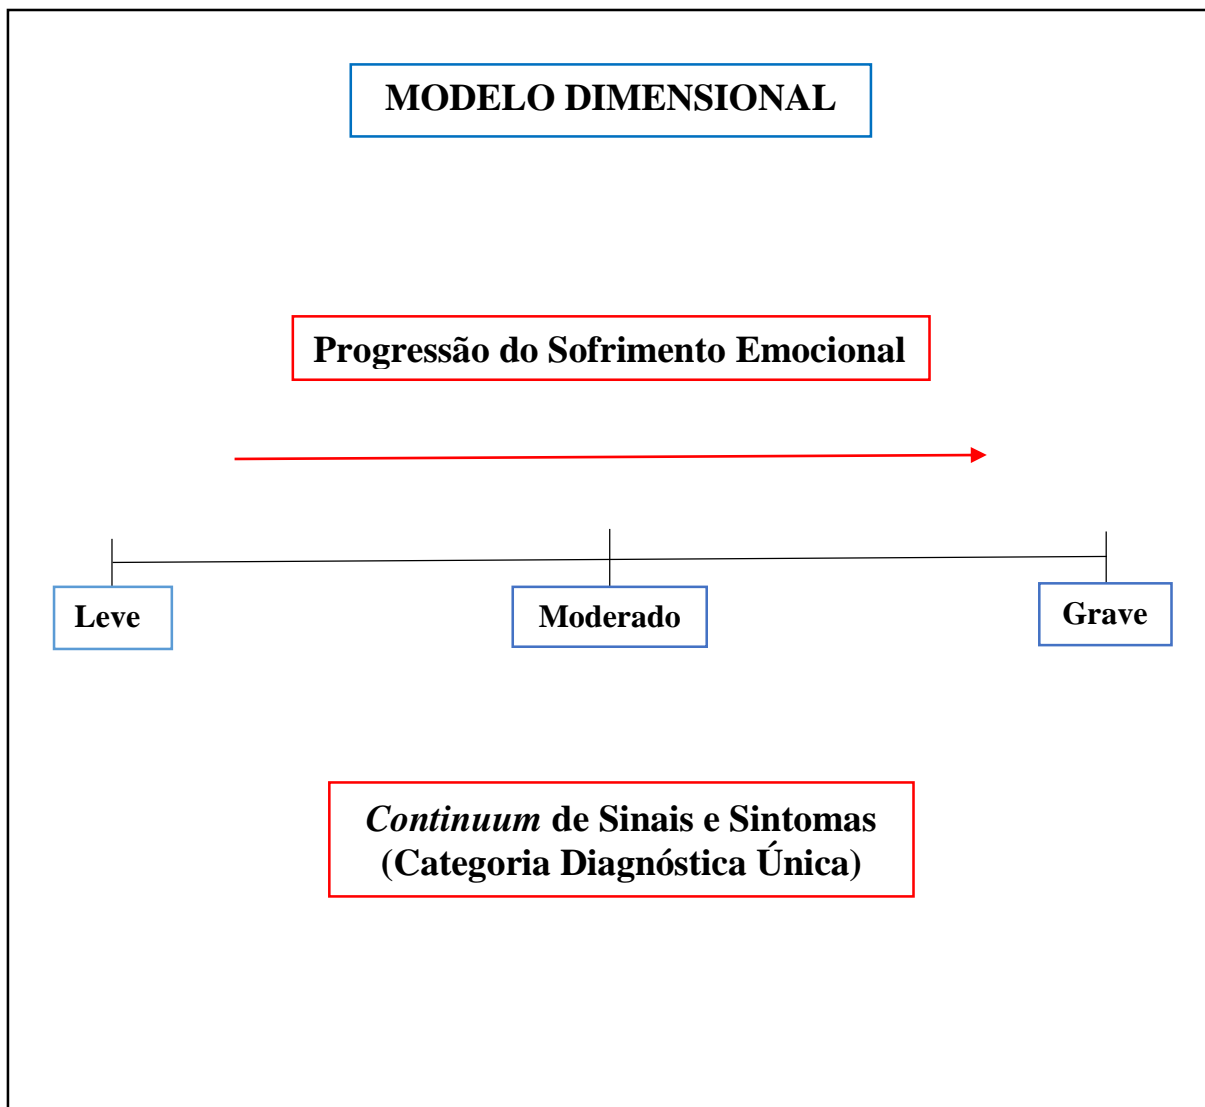 MODELO DIMENSIONAL
Progressão do Sofrimento Emocional
Leve
Moderado
Grave
Continuum de Sinais e Sintomas
(Categoria Diagnóstica Única)